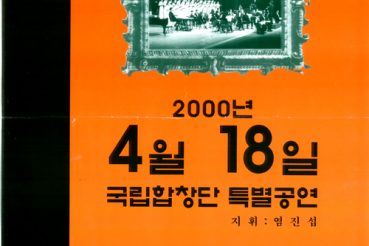 2000년
4월 18일
국립합창단 특별공연
지휘:염진섭